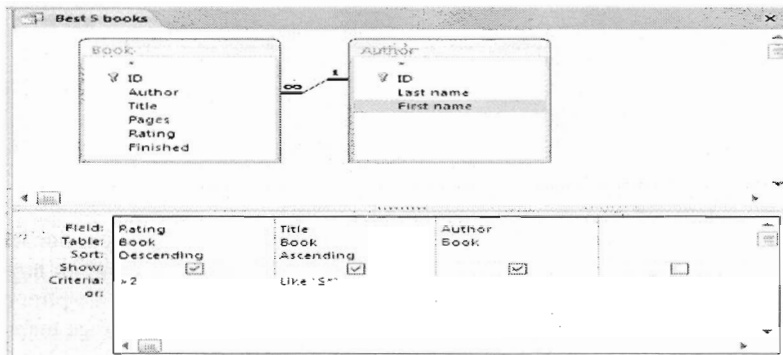 Best S books
Book
*
ID
Author
Title
Pages
Rating
Finished
∞ 1
Author
*
ID
Last name
First name
Field: Rating Title Author
Table: Book Book Book
Sort: Descending Ascending
Show:
Criteria: >2 Like "S*"
or: